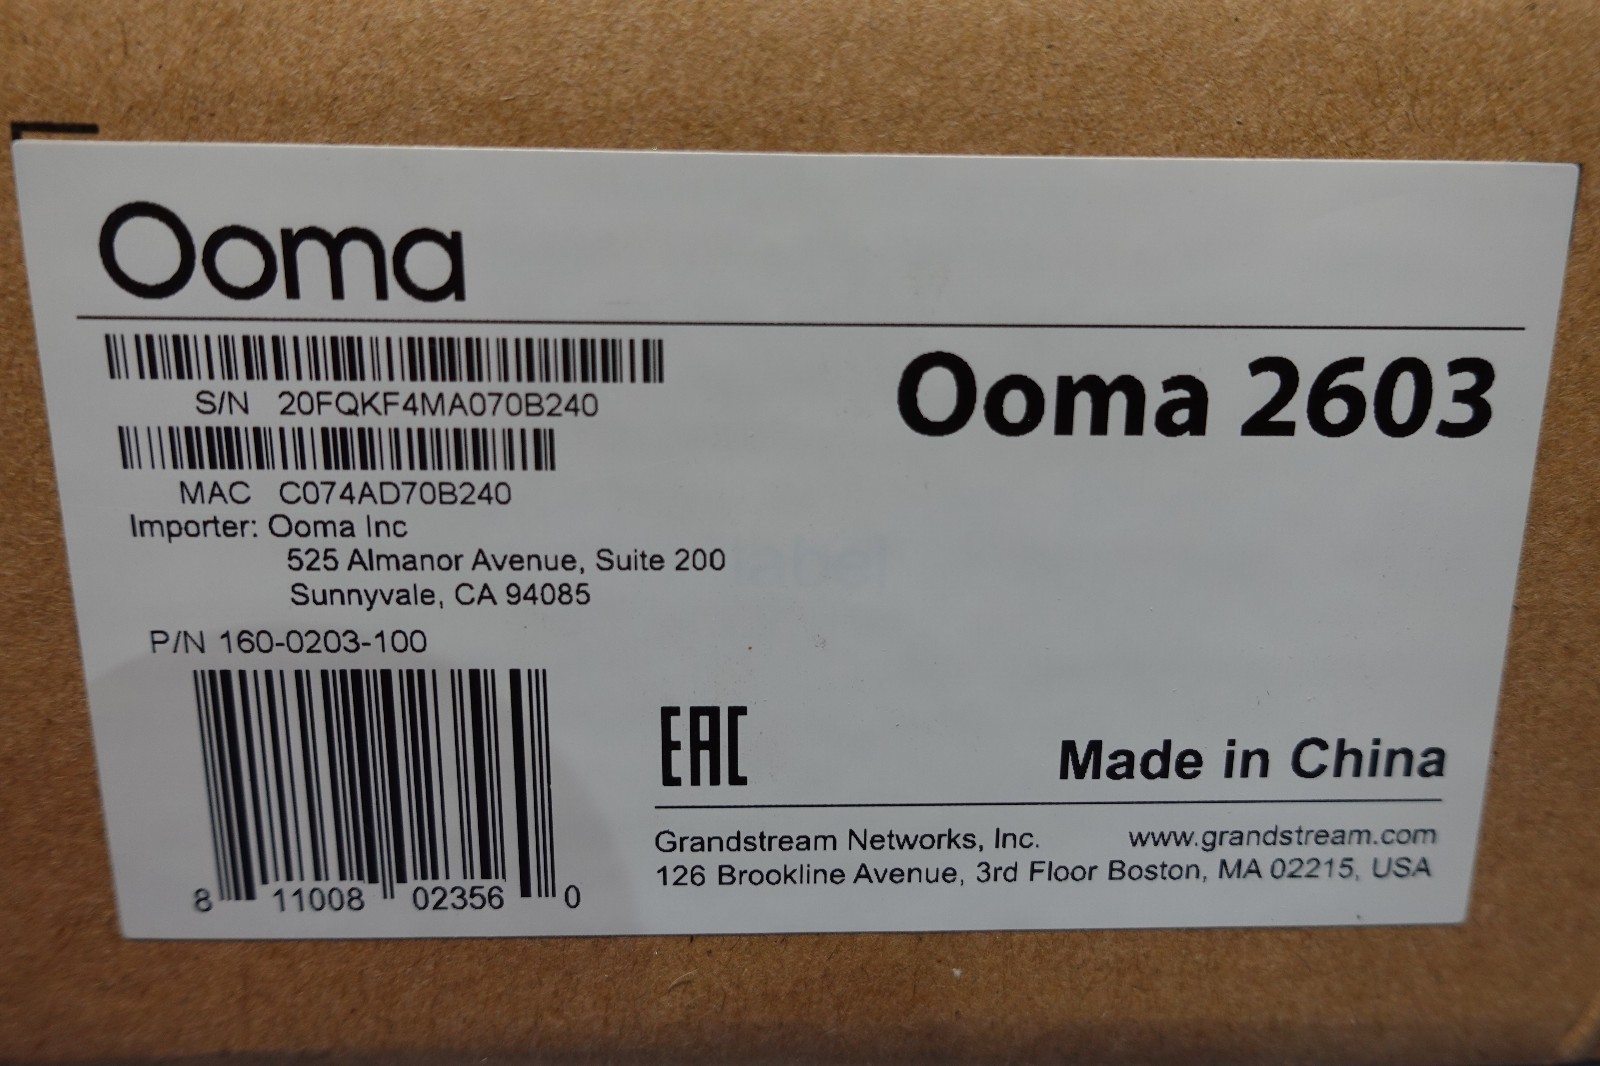 Ooma
Ooma 2603
S/N 20FQKF4MA070B240
MAC C074AD70B240
Importer: Ooma Inc
525 Almanor Avenue, Suite 200
Sunnyvale, CA 94085
P/N 160-0203-100
8 11008 02356 0
EAC
Made in China
Grandstream Networks, Inc. www.grandstream.com
126 Brookline Avenue, 3rd Floor Boston, MA 02215, USA